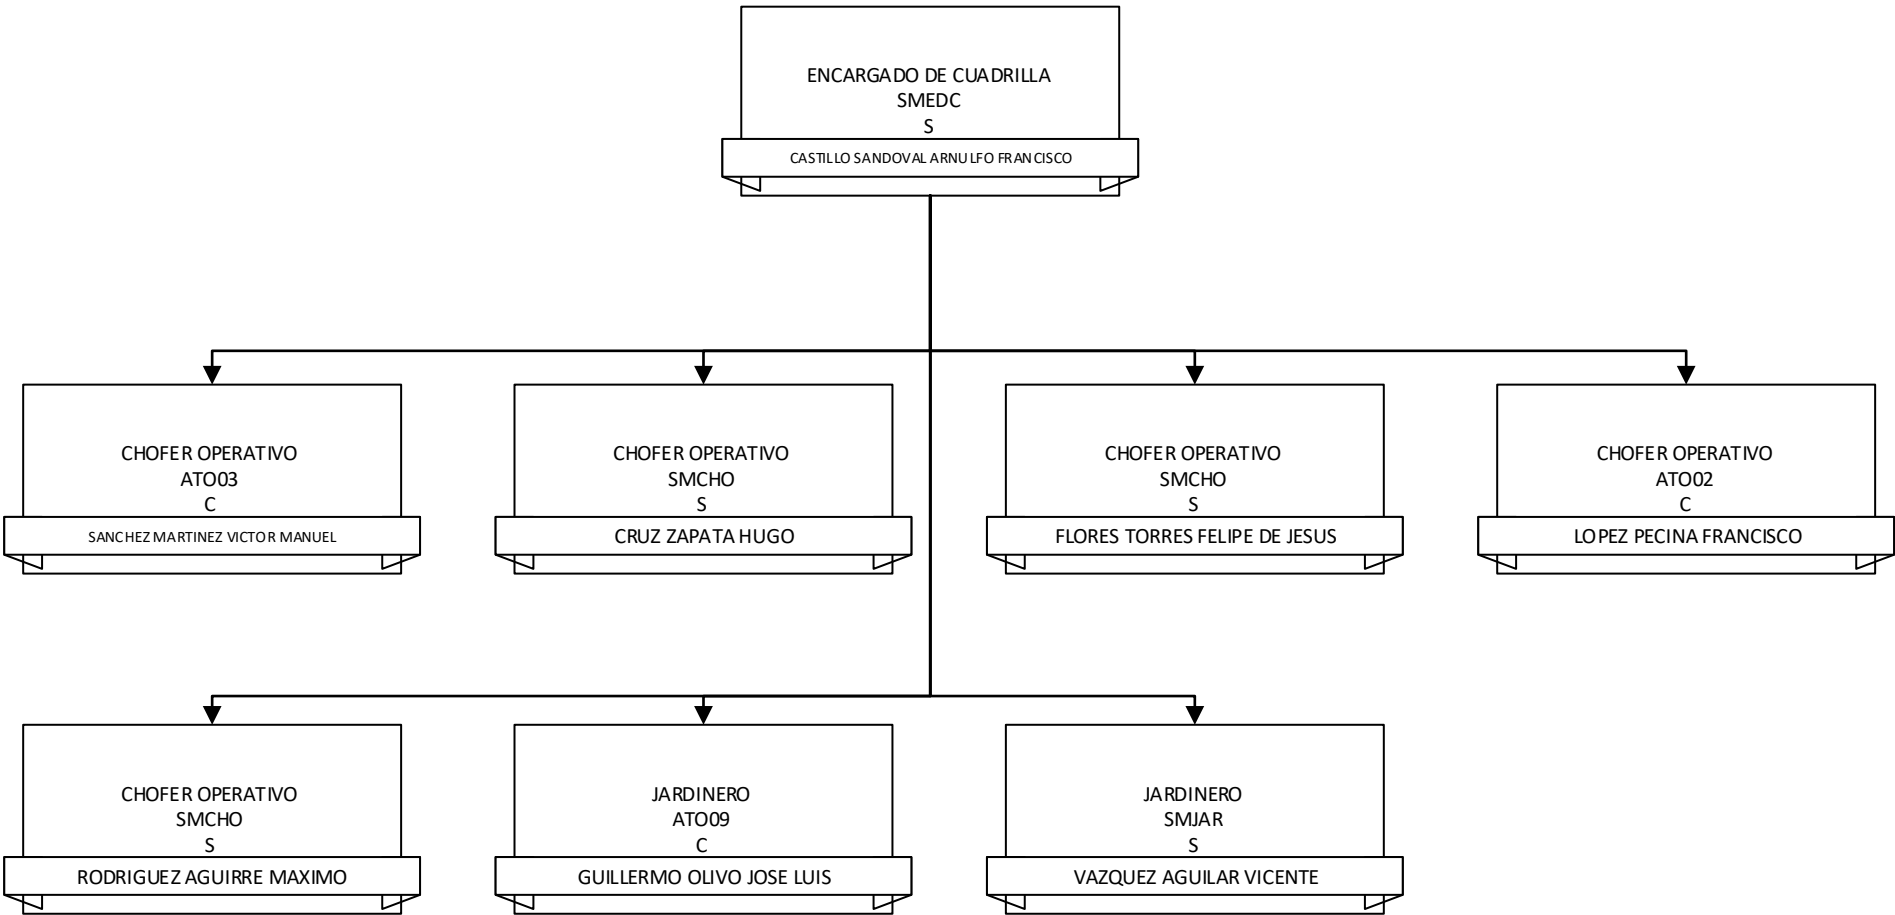 ENCARGADO DE CUADRILLA
SMEDC
S
CASTILLO SANDOVAL ARNULFO FRANCISCO
CHOFER OPERATIVO
ATO03
C
SANCHEZ MARTINEZ VICTOR MANUEL
CHOFER OPERATIVO
SMCHO
S
CRUZ ZAPATA HUGO
CHOFER OPERATIVO
SMCHO
S
FLORES TORRES FELIPE DE JESUS
CHOFER OPERATIVO
ATO02
C
LOPEZ PECINA FRANCISCO
CHOFER OPERATIVO
SMCHO
S
RODRIGUEZ AGUIRRE MAXIMO
JARDINERO
ATO09
C
GUILLERMO OLIVO JOSE LUIS
JARDINERO
SMJAR
S
VAZQUEZ AGUILAR VICENTE